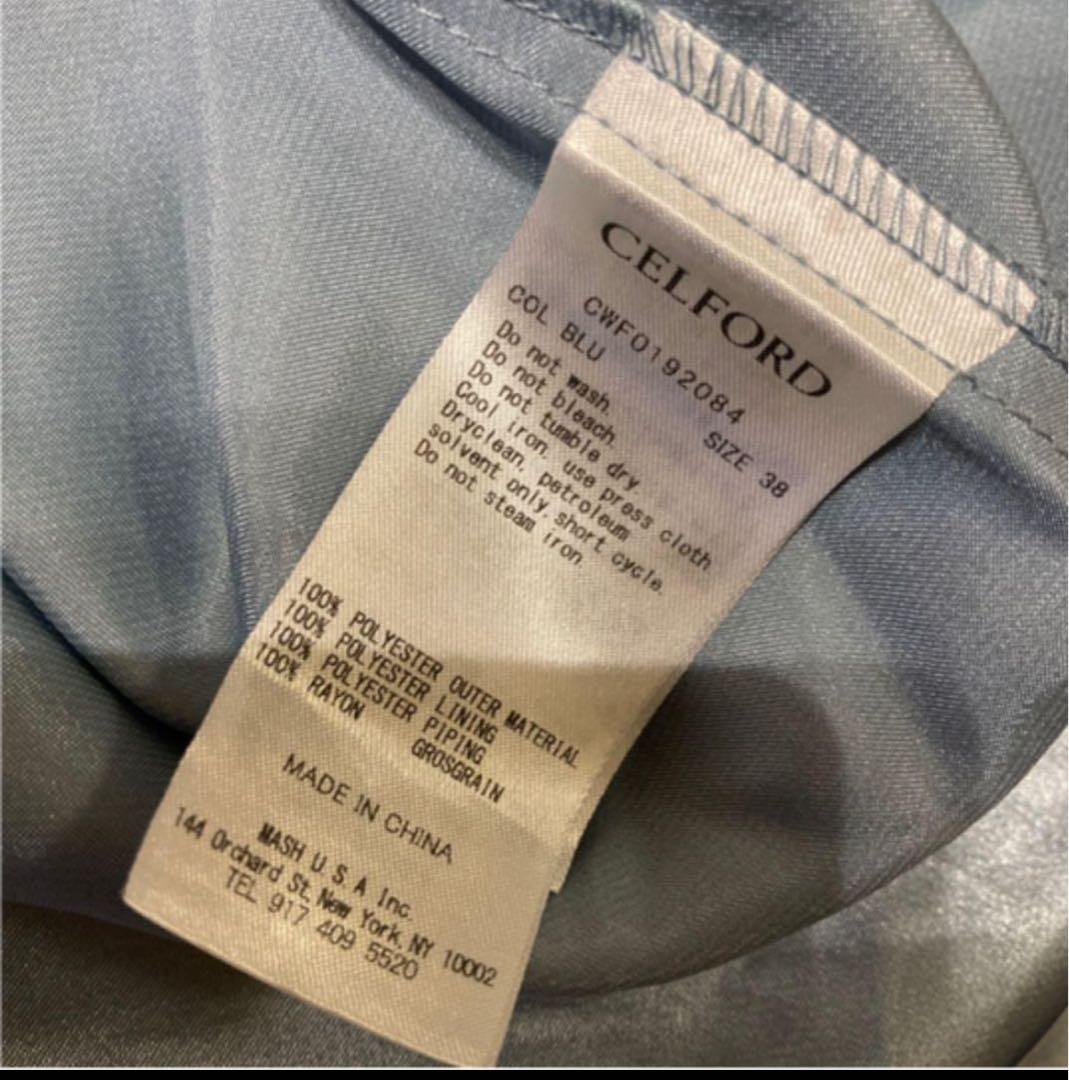 CELFORD
CWFO192084
COL BLU SIZE 38
Do not wash.
Do not bleach.
Do not tumble dry.
Cool iron, use press cloth
Dryclean, petroleum
solvent only, short cycle.
Do not steam iron
100% POLYESTER OUTER MATERIAL
100% POLYESTER LINING
100% POLYESTER PIPING
100% RAYON GROSGRAIN
MADE IN CHINA
MASH U S A Inc.
144 Orchard St, New York, NY 10002
TEL 917 409 5520